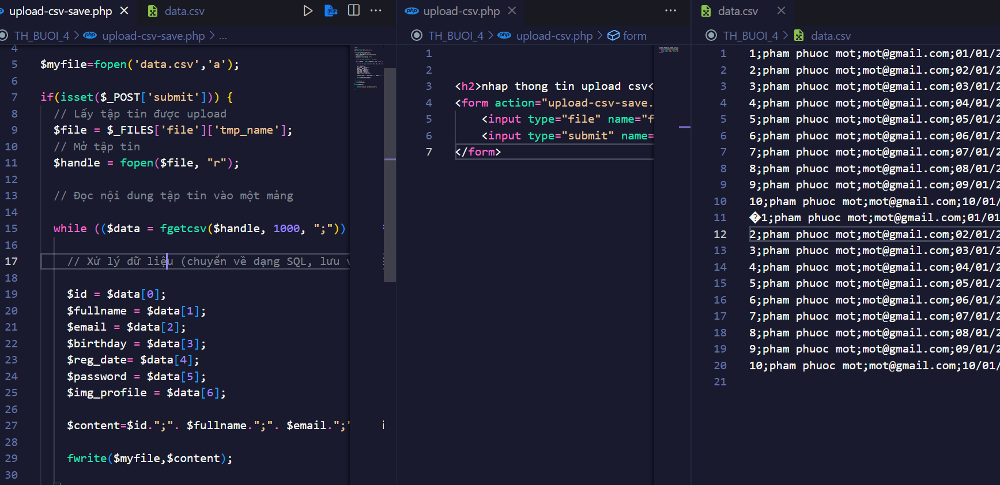 upload-csv-save.php
data.csv
TH_BUOI_4 > upload-csv-save.php > ...
4
5 $myfile=fopen('data.csv','a');
6
7 if(isset($_POST['submit'])) {
8 // Lấy tập tin được upload
9 $file = $_FILES['file']['tmp_name'];
10 // Mở tập tin
11 $handle = fopen($file, "r");
12
13 // Đọc nội dung tập tin vào một mảng
14
15 while (($data = fgetcsv($handle, 1000, ";"))
16
17 // Xử lý dữ liệu (chuyển về dạng SQL, lưu v
18
19 $id = $data[0];
20 $fullname = $data[1];
21 $email = $data[2];
22 $birthday = $data[3];
23 $reg_date= $data[4];
24 $password = $data[5];
25 $img_profile = $data[6];
26
27 $content=$id.";". $fullname.";". $email.";"
28
29 fwrite($myfile,$content);
30
php upload-csv.php
TH_BUOI_4 > php upload-csv.php > form
1
2
3 <h2>nhap thong tin upload csv<
4 <form action="upload-csv-save.
5 <input type="file" name="f
6 <input type="submit" name=
7 </form>
data.csv
TH_BUOI_4 > data.csv
1 1;pham phuoc mot;mot@gmail.com;01/01/2
2 2;pham phuoc mot;mot@gmail.com;02/01/2
3 3;pham phuoc mot;mot@gmail.com;03/01/2
4 4;pham phuoc mot;mot@gmail.com;04/01/2
5 5;pham phuoc mot;mot@gmail.com;05/01/2
6 6;pham phuoc mot;mot@gmail.com;06/01/2
7 7;pham phuoc mot;mot@gmail.com;07/01/2
8 8;pham phuoc mot;mot@gmail.com;08/01/2
9 9;pham phuoc mot;mot@gmail.com;09/01/2
10 10;pham phuoc mot;mot@gmail.com;10/01/
11 �1;pham phuoc mot;mot@gmail.com;01/01
12 2;pham phuoc mot;mot@gmail.com;02/01/2
13 3;pham phuoc mot;mot@gmail.com;03/01/2
14 4;pham phuoc mot;mot@gmail.com;04/01/2
15 5;pham phuoc mot;mot@gmail.com;05/01/2
16 6;pham phuoc mot;mot@gmail.com;06/01/2
17 7;pham phuoc mot;mot@gmail.com;07/01/2
18 8;pham phuoc mot;mot@gmail.com;08/01/2
19 9;pham phuoc mot;mot@gmail.com;09/01/2
20 10;pham phuoc mot;mot@gmail.com;10/01/
21